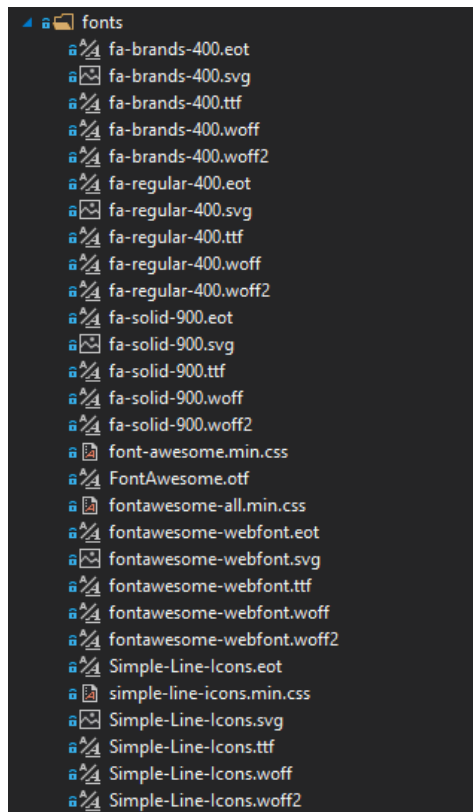 fonts
fa-brands-400.eot
fa-brands-400.svg
fa-brands-400.ttf
fa-brands-400.woff
fa-brands-400.woff2
fa-regular-400.eot
fa-regular-400.svg
fa-regular-400.ttf
fa-regular-400.woff
fa-regular-400.woff2
fa-solid-900.eot
fa-solid-900.svg
fa-solid-900.ttf
fa-solid-900.woff
fa-solid-900.woff2
font-awesome.min.css
FontAwesome.otf
fontawesome-all.min.css
fontawesome-webfont.eot
fontawesome-webfont.svg
fontawesome-webfont.ttf
fontawesome-webfont.woff
fontawesome-webfont.woff2
Simple-Line-Icons.eot
simple-line-icons.min.css
Simple-Line-Icons.svg
Simple-Line-Icons.ttf
Simple-Line-Icons.woff
Simple-Line-Icons.woff2